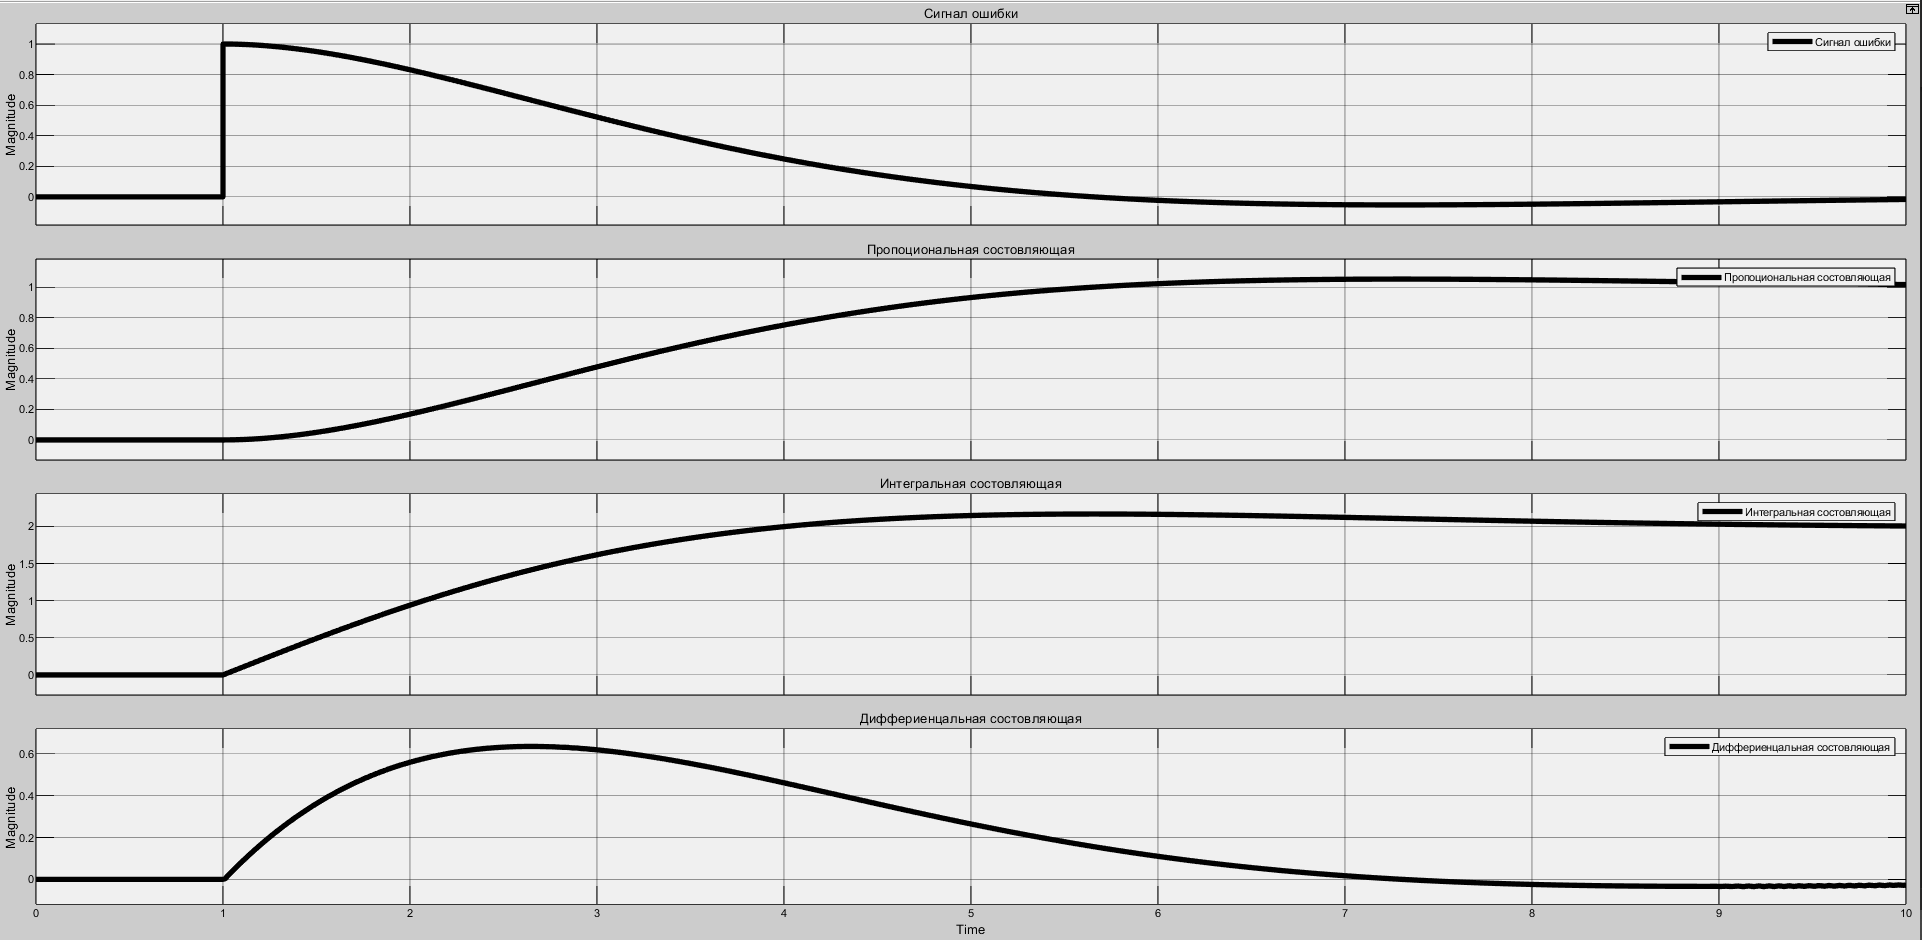 Сигнал ошибки
Сигнал ошибки
1
0.8
0.6
0.4
0.2
0
Magnitude
Пропоциональная состовляющая
Пропоциональная состовляющая
1
0.8
0.6
0.4
0.2
0
Magnitude
Интегральная состовляющая
Интегральная состовляющая
2
1.5
1
0.5
0
Magnitude
Диффериенцальная состовляющая
Диффериенцальная состовляющая
0.6
0.4
0.2
0
Magnitude
0 1 2 3 4 5 6 7 8 9 10
Time